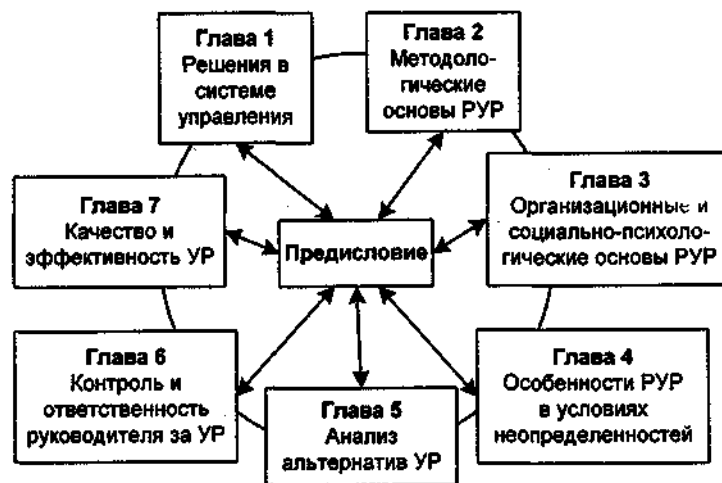 Глава 1
Решения в
системе
управления
Глава 2
Методоло-
гические
основы РУР
Глава 3
Организационные и
социально-психоло-
гические основы РУР
Глава 7
Качество и
эффективность УР
Предисловие
Глава 6
Контроль и
ответственность
руководителя за УР
Глава 5
Анализ
альтернатив УР
Глава 4
Особенности РУР
в условиях
неопределенностей